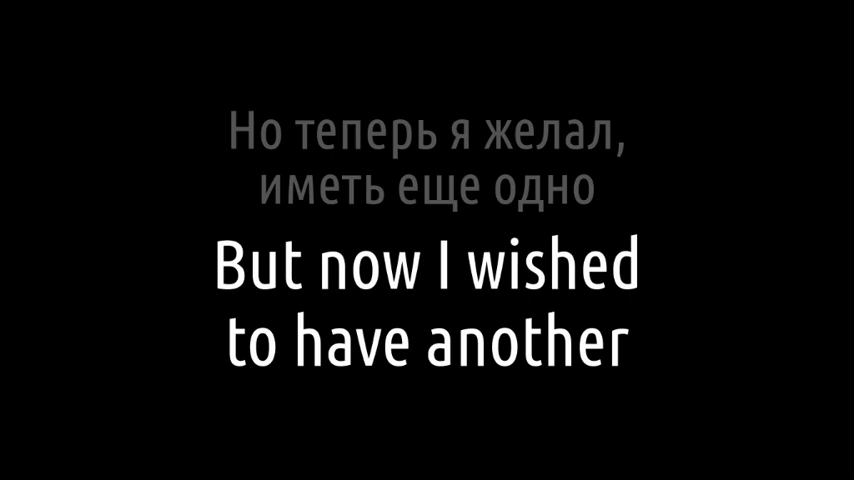 Но теперь я желал,
иметь еще одно
But now I wished
to have another